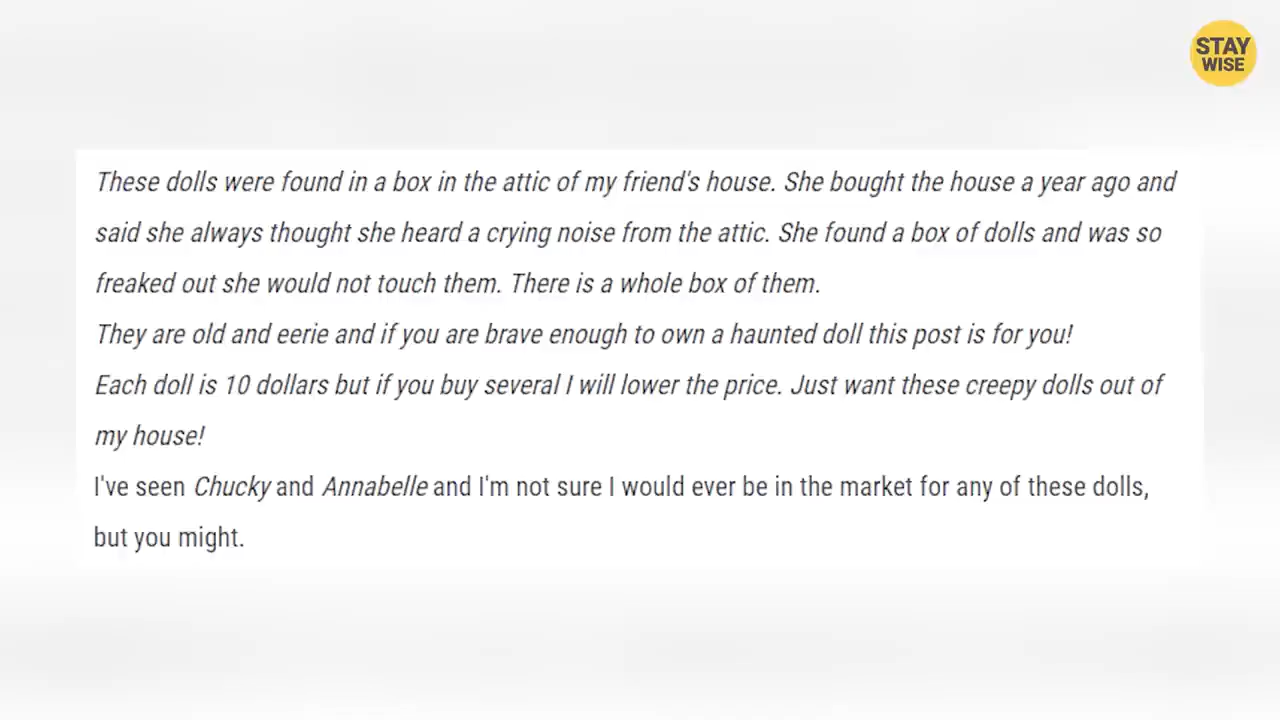 STAY
WISE
These dolls were found in a box in the attic of my friend's house. She bought the house a year ago and
said she always thought she heard a crying noise from the attic. She found a box of dolls and was so
freaked out she would not touch them. There is a whole box of them.
They are old and eerie and if you are brave enough to own a haunted doll this post is for you!
Each doll is 10 dollars but if you buy several I will lower the price. Just want these creepy dolls out of
my house!
I've seen Chucky and Annabelle and I'm not sure I would ever be in the market for any of these dolls,
but you might.